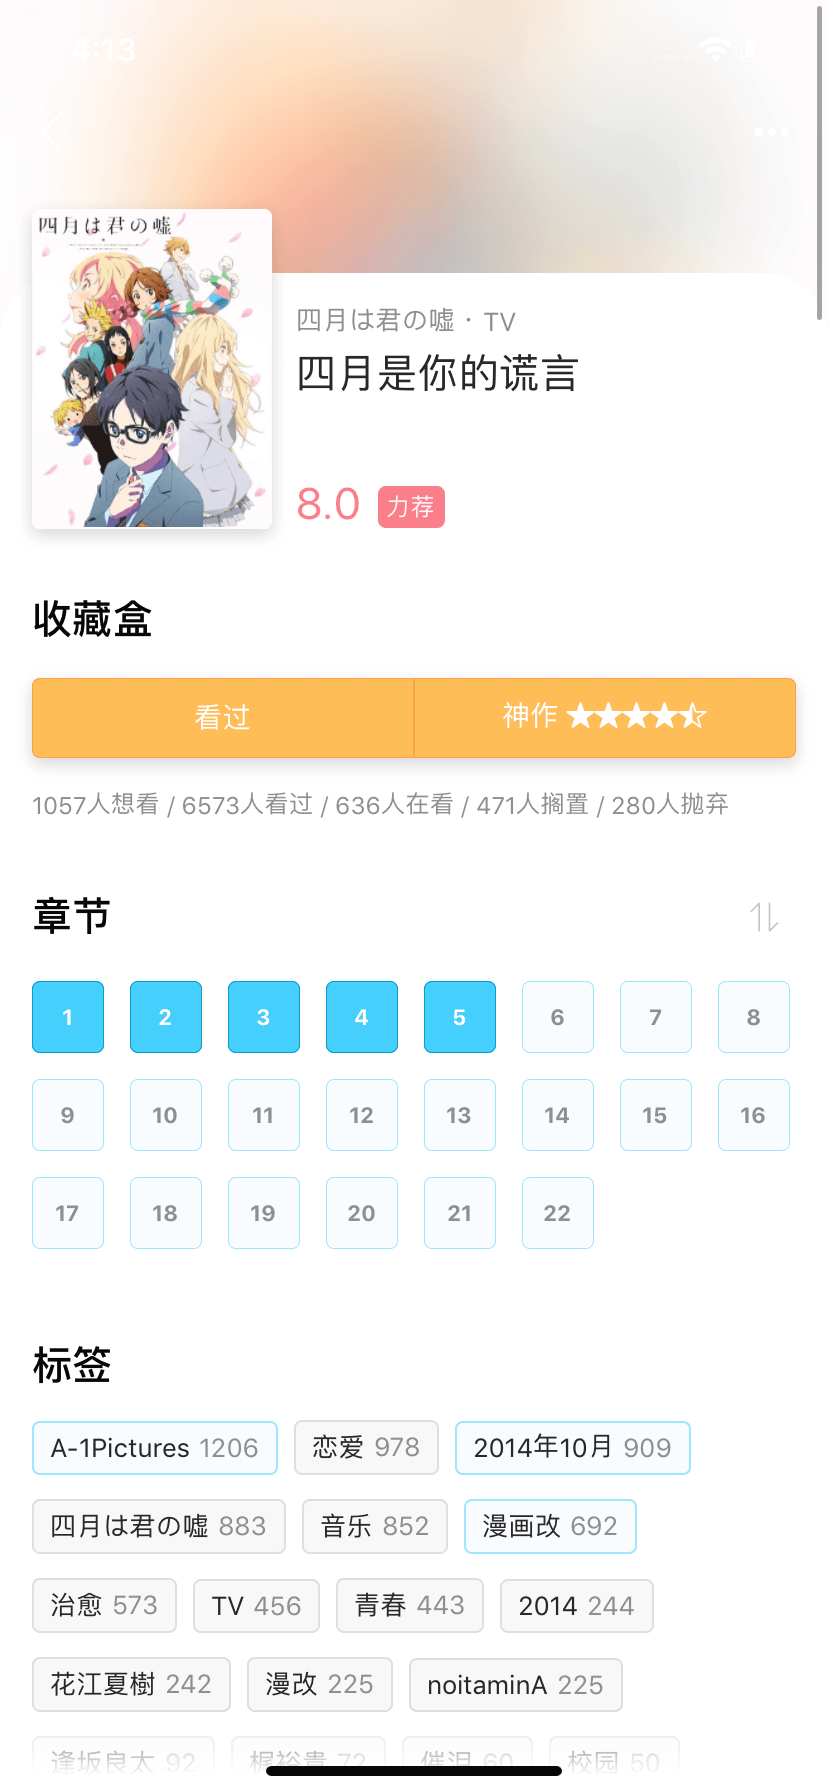 4:13
四月は君の嘘
四月は君の嘘 · TV
四月是你的谎言
8.0 力荐
收藏盒
看过 神作
1057人想看 / 6573人看过 / 636人在看 / 471人搁置 / 280人抛弃
章节
1 2 3 4 5 6 7 8
9 10 11 12 13 14 15 16
17 18 19 20 21 22
标签
A-1Pictures 1206 恋爱 978 2014年10月 909
四月は君の嘘 883 音乐 852 漫画改 692
治愈 573 TV 456 青春 443 2014 244
花江夏樹 242 漫改 225 noitaminA 225
逢坂良太 92 梶裕貴 72 催泪 60 校园 50